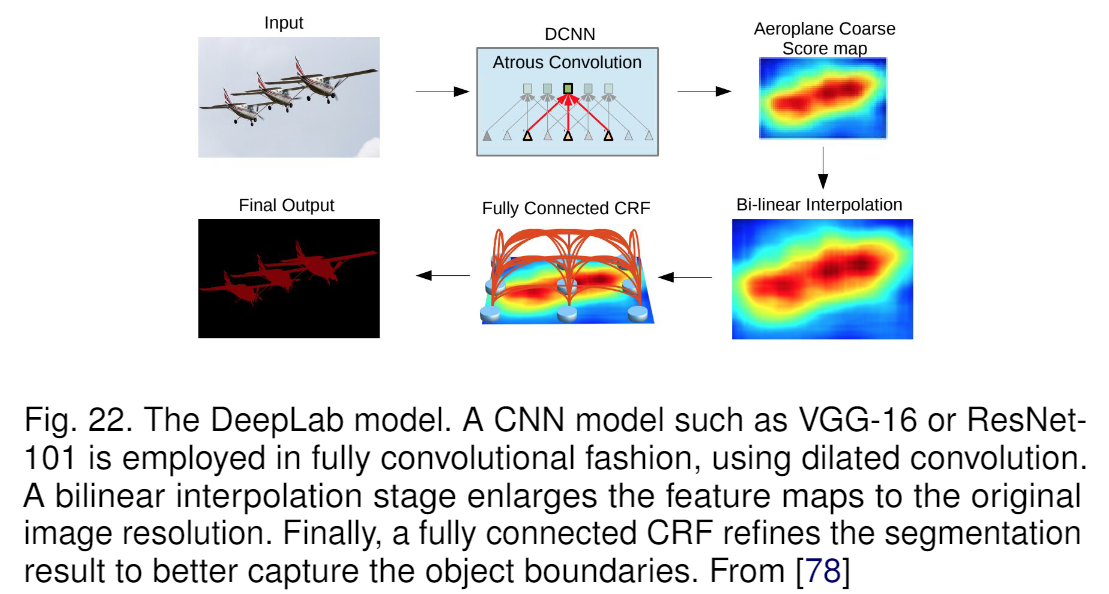 Input
DCNN
Atrous Convolution
Aeroplane Coarse
Score map
Final Output
Fully Connected CRF
Bi-linear Interpolation
Fig. 22. The DeepLab model. A CNN model such as VGG-16 or ResNet-
101 is employed in fully convolutional fashion, using dilated convolution.
A bilinear interpolation stage enlarges the feature maps to the original
image resolution. Finally, a fully connected CRF refines the segmentation
result to better capture the object boundaries. From [78]